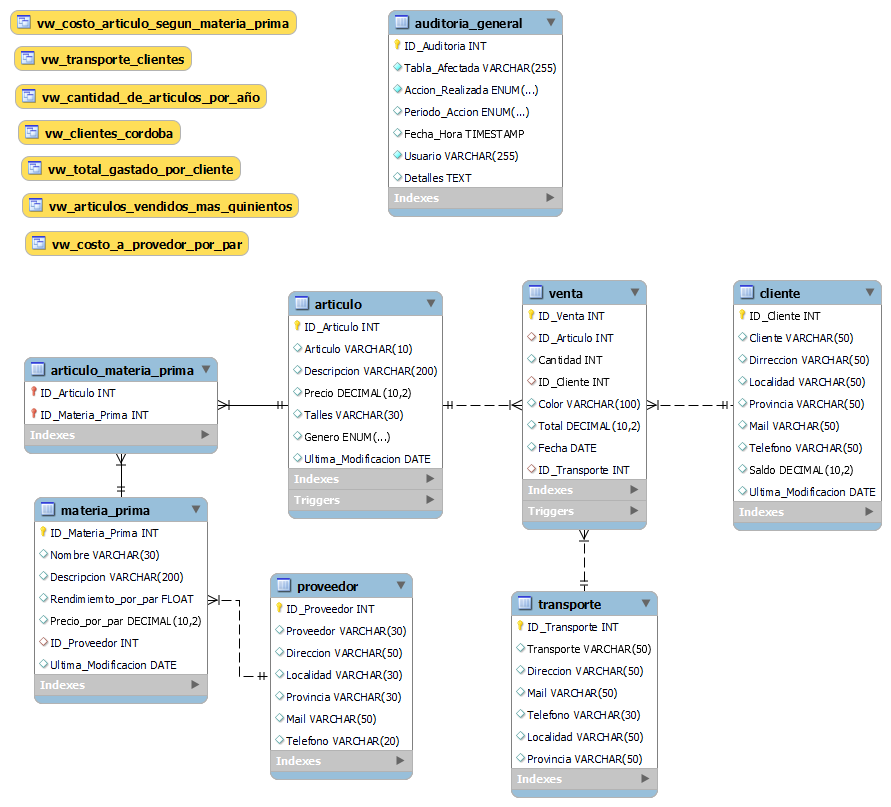 vw_costo_articulo_segun_materia_prima
vw_transporte_clientes
vw_cantidad_de_articulos_por_año
vw_clientes_cordoba
vw_total_gastado_por_cliente
vw_articulos_vendidos_mas_quinientos
vw_costo_a_provedor_por_par
auditoria_general
ID_Auditoria INT
Tabla_Afectada VARCHAR(255)
Accion_Realizada ENUM(...)
Periodo_Accion ENUM(...)
Fecha_Hora TIMESTAMP
Usuario VARCHAR(255)
Detalles TEXT
Indexes
articulo_materia_prima
ID_Articulo INT
ID_Materia_Prima INT
Indexes
articulo
ID_Articulo INT
Articulo VARCHAR(10)
Descripcion VARCHAR(200)
Precio DECIMAL(10,2)
Talles VARCHAR(30)
Genero ENUM(...)
Ultima_Modificacion DATE
Indexes
Triggers
venta
ID_Venta INT
ID_Articulo INT
Cantidad INT
ID_Cliente INT
Color VARCHAR(100)
Total DECIMAL(10,2)
Fecha DATE
ID_Transporte INT
Indexes
Triggers
cliente
ID_Cliente INT
Cliente VARCHAR(50)
Dirreccion VARCHAR(50)
Localidad VARCHAR(50)
Provincia VARCHAR(50)
Mail VARCHAR(50)
Telefono VARCHAR(50)
Saldo DECIMAL(10,2)
Ultima_Modificacion DATE
Indexes
materia_prima
ID_Materia_Prima INT
Nombre VARCHAR(30)
Descripcion VARCHAR(200)
Rendimiemto_por_par FLOAT
Precio_por_par DECIMAL(10,2)
ID_Proveedor INT
Ultima_Modificacion DATE
Indexes
proveedor
ID_Proveedor INT
Proveedor VARCHAR(30)
Direccion VARCHAR(50)
Localidad VARCHAR(30)
Provincia VARCHAR(30)
Mail VARCHAR(50)
Telefono VARCHAR(20)
Indexes
transporte
ID_Transporte INT
Transporte VARCHAR(50)
Direccion VARCHAR(50)
Mail VARCHAR(50)
Telefono VARCHAR(30)
Localidad VARCHAR(50)
Provincia VARCHAR(50)
Indexes